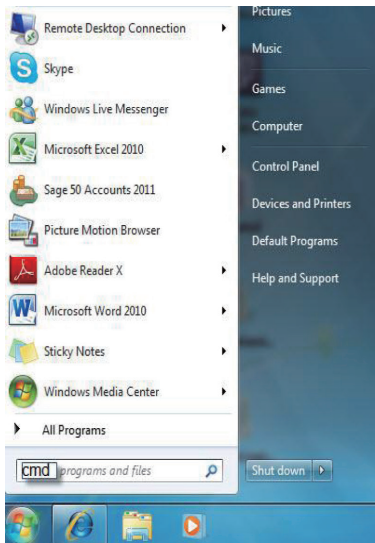 Remote Desktop Connection
Skype
Windows Live Messenger
Microsoft Excel 2010
Sage 50 Accounts 2011
Picture Motion Browser
Adobe Reader X
Microsoft Word 2010
Sticky Notes
Windows Media Center
All Programs
cmd programs and files
Pictures
Music
Games
Computer
Control Panel
Devices and Printers
Default Programs
Help and Support
Shut down